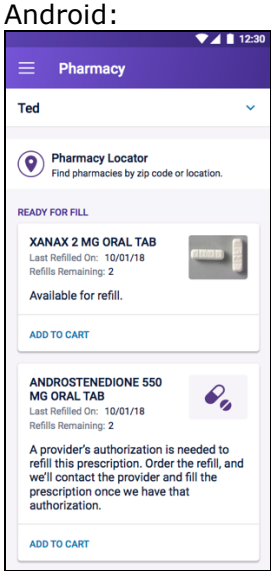 Android:
12:30
Pharmacy
Ted
Pharmacy Locator
Find pharmacies by zip code or location.
READY FOR FILL
XANAX 2 MG ORAL TAB
Last Refilled On: 10/01/18
Refills Remaining: 2
Available for refill.
ADD TO CART
ANDROSTENEDIONE 550
MG ORAL TAB
Last Refilled On: 10/01/18
Refills Remaining: 2
A provider's authorization is needed to
refill this prescription. Order the refill, and
we'll contact the provider and fill the
prescription once we have that
authorization.
ADD TO CART